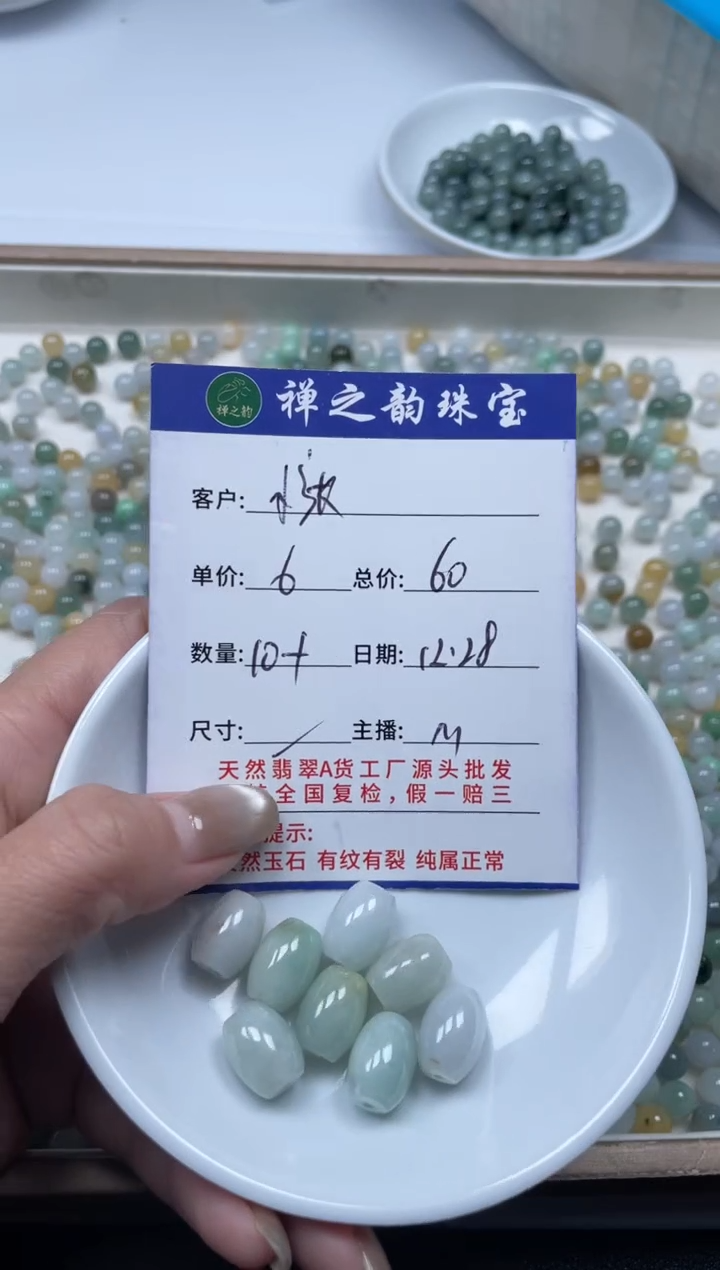 禅之韵 禅之韵珠宝
客户:
单价: 6 总价: 60
数量: 10个 日期: 12.28
尺寸: / 主播: M
天然翡翠A货工厂源头批发
全国复检,假一赔三
提示:
然玉石 有纹有裂 纯属正常